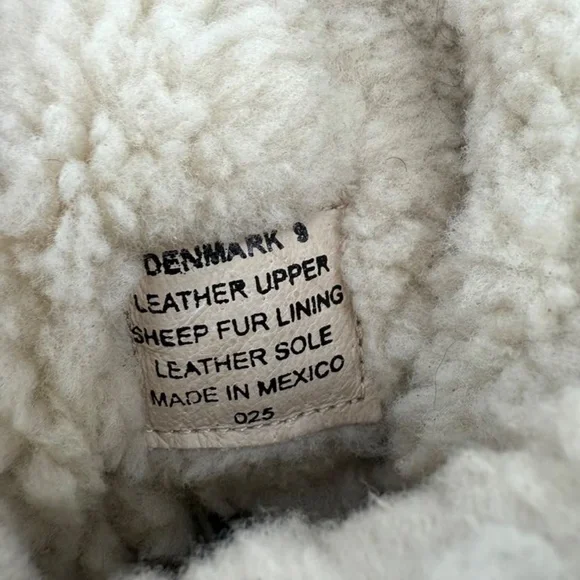 DENMARK 9
LEATHER UPPER
SHEEP FUR LINING
LEATHER SOLE
MADE IN MEXICO
025